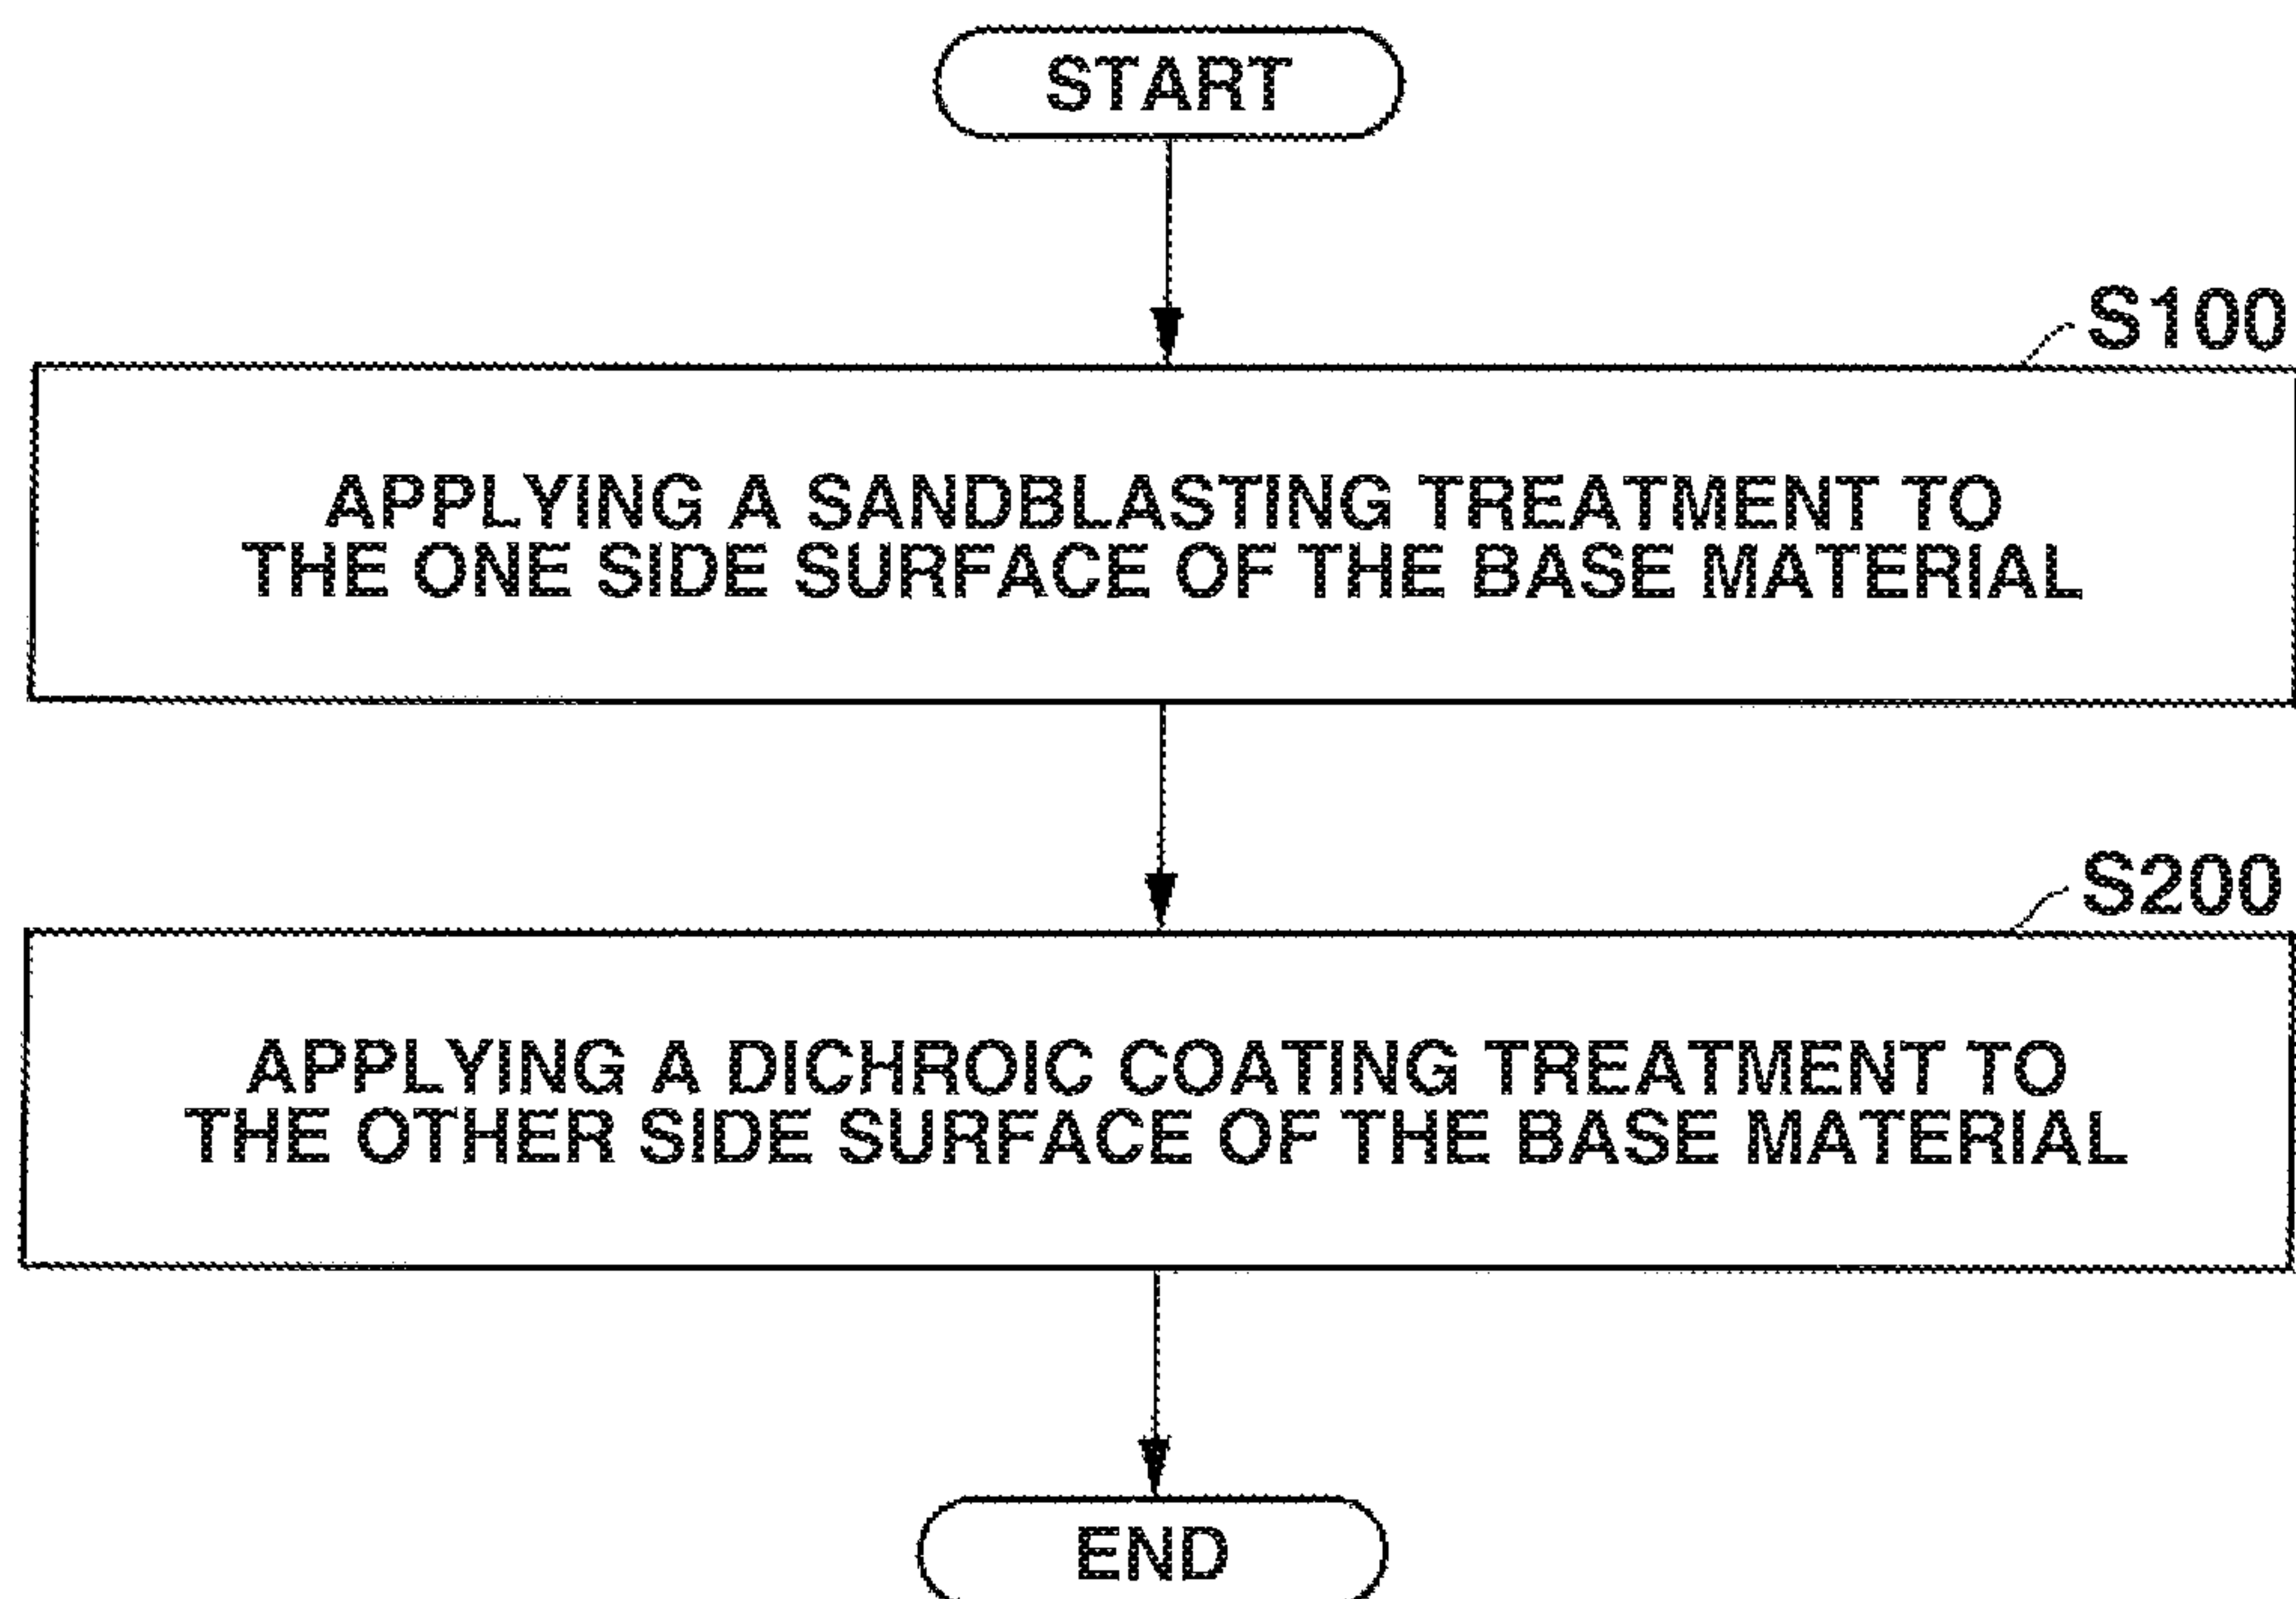 START
S100
APPLYING A SANDBLASTING TREATMENT TO
THE ONE SIDE SURFACE OF THE BASE MATERIAL
S200
APPLYING A DICHROIC COATING TREATMENT TO
THE OTHER SIDE SURFACE OF THE BASE MATERIAL
END